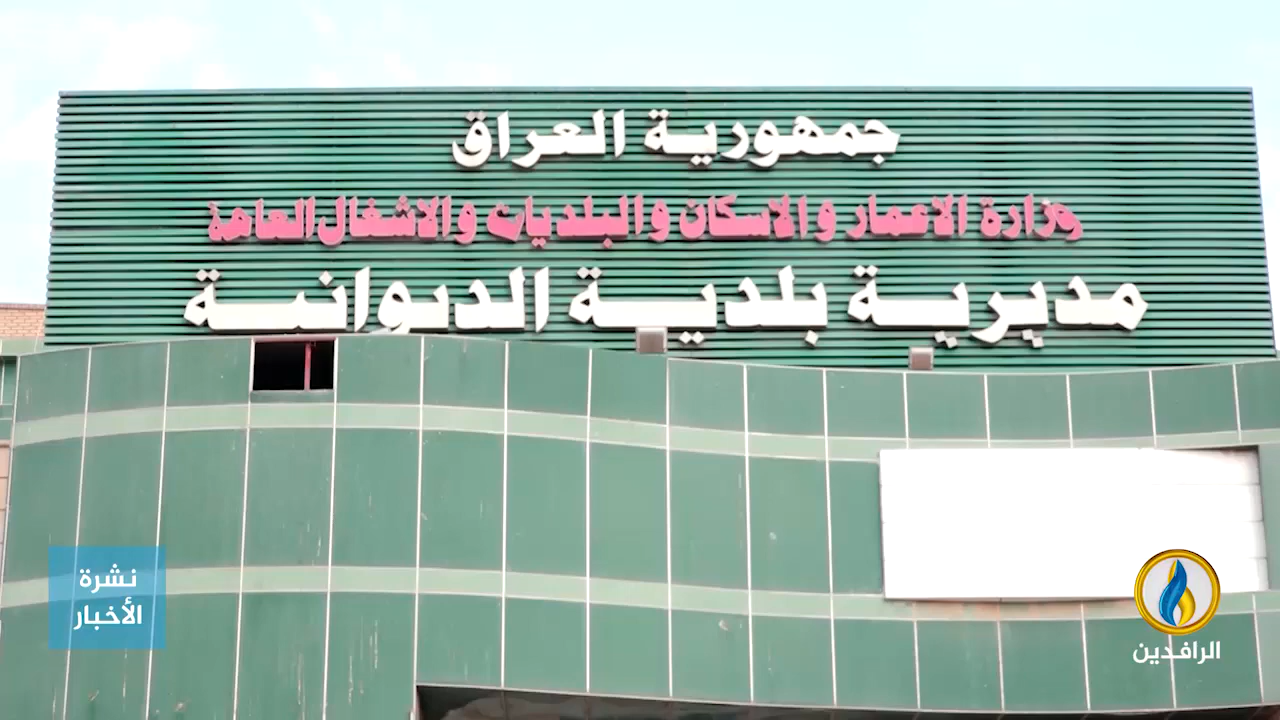 جمهورية العراق
وزارة الاعمار والاسكان والبلديات والاشغال العامة
مديرية بلدية الديوانية
نشرة
الأخبار
الرافدين